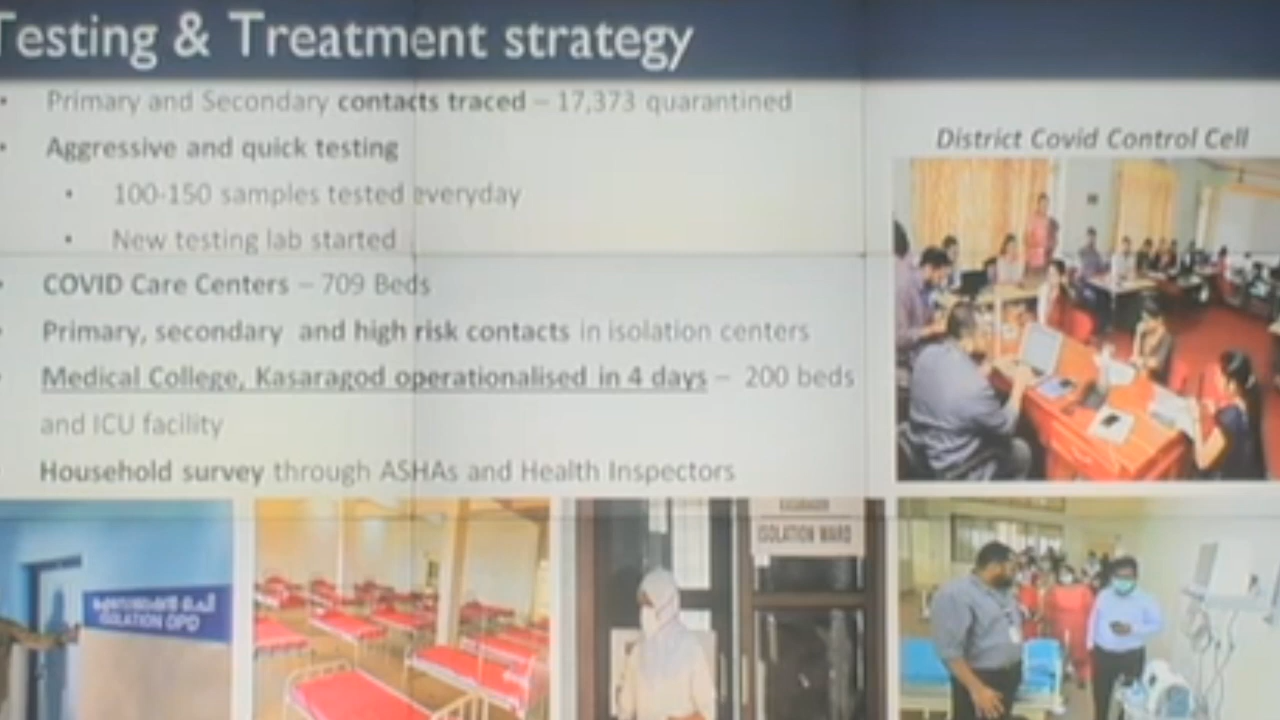 Testing & Treatment strategy
• Primary and Secondary contacts traced – 17,373 quarantined
• Aggressive and quick testing
• 100-150 samples tested everyday
• New testing lab started
COVID Care Centers – 709 Beds
Primary, secondary and high risk contacts in isolation centers
Medical College, Kasaragod operationalised in 4 days – 200 beds
and ICU facility
Household survey through ASHAs and Health Inspectors
District Covid Control Cell
ഐസൊലേഷൻ ഒ.പി
ISOLATION OPD
ISOLATION WARD